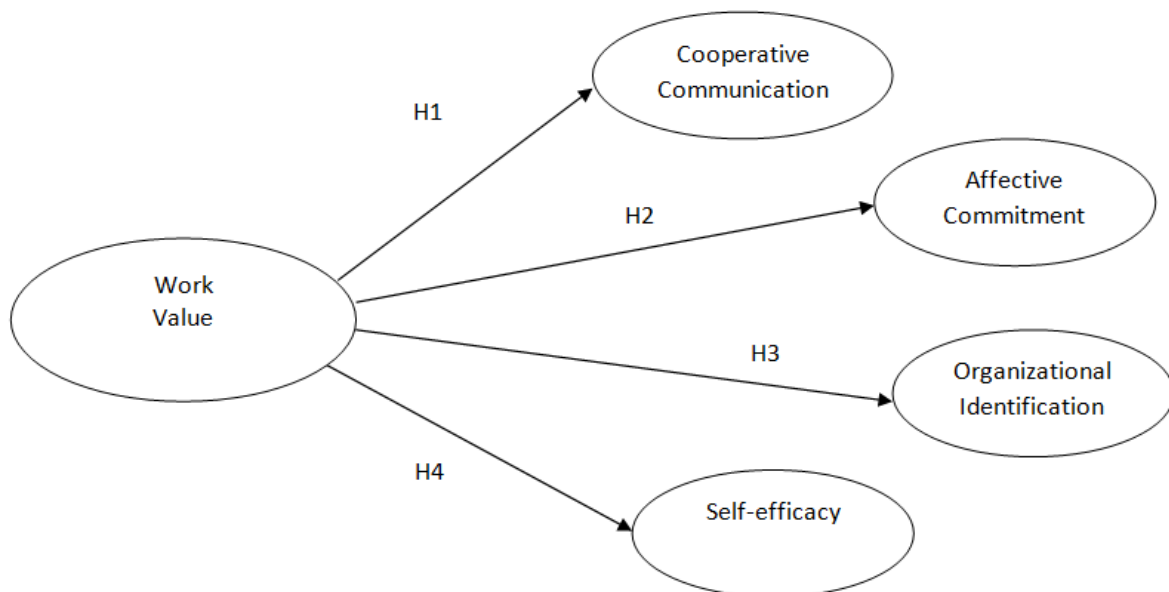 Cooperative
Communication
H1
Affective
Commitment
H2
Work
Value
H3
Organizational
Identification
H4
Self-efficacy